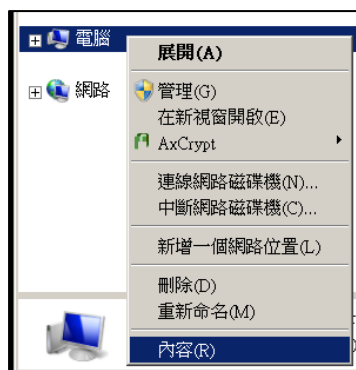 電腦
展開(A)
網路
管理(G)
在新視窗開啟(E)
AxCrypt
連線網路磁碟機(N)...
中斷網路磁碟機(C)...
新增一個網路位置(L)
刪除(D)
重新命名(M)
內容(R)